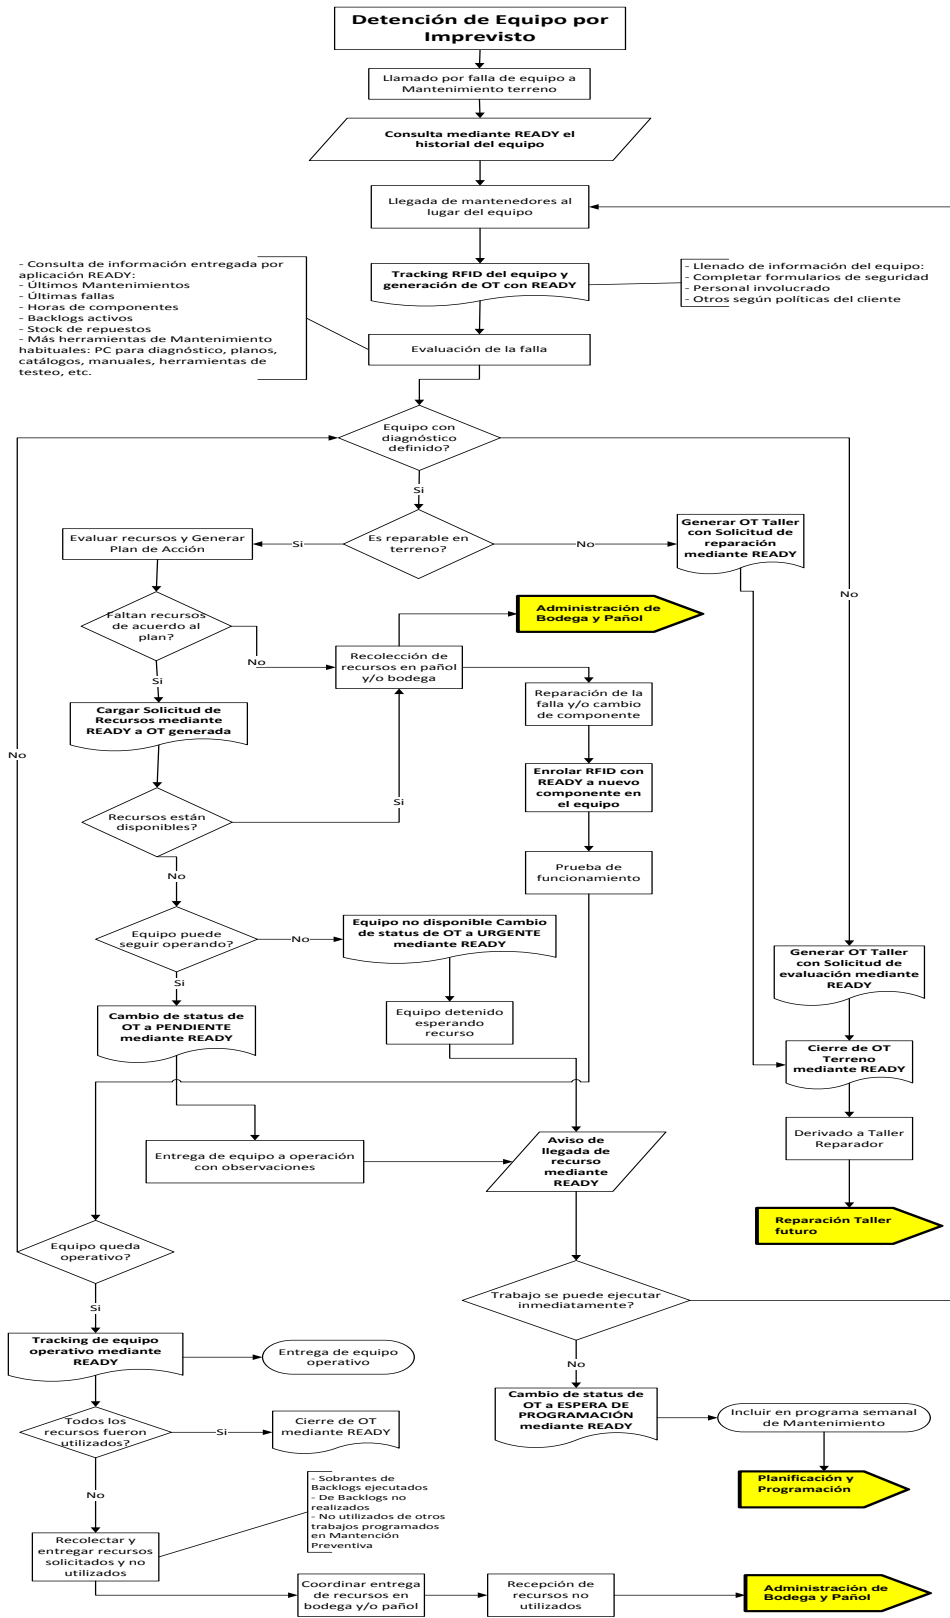 Detención de Equipo por
Imprevisto
Llamado por falla de equipo a
Mantenimiento terreno
Consulta mediante READY el
historial del equipo
Llegada de mantenedores al
lugar del equipo
- Consulta de información entregada por
aplicación READY:
- Últimos Mantenimientos
- Últimas fallas
- Horas de componentes
- Backlogs activos
- Stock de repuestos
- Más herramientas de Mantenimiento
habituales: PC para diagnóstico, planos,
catálogos, manuales, herramientas de
testeo, etc.
Tracking RFID del equipo y
generación de OT con READY
- Llenado de información del equipo:
- Completar formularios de seguridad
- Personal involucrado
- Otros según políticas del cliente
Evaluación de la falla
Equipo con
diagnóstico
definido?
Si
Evaluar recursos y Generar
Plan de Acción
Si
Es reparable en
terreno?
No
Generar OT Taller
con Solicitud de
reparación
mediante READY
No
Faltan recursos
de acuerdo al
plan?
No
Si
Recolección de
recursos en pañol
y/o bodega
Administración de
Bodega y Pañol
Cargar Solicitud de
Recursos mediante
READY a OT generada
Reparación de la
falla y/o cambio
de componente
No
Enrolar RFID con
READY a nuevo
componente en
el equipo
Recursos están
disponibles?
Si
No
Prueba de
funcionamiento
Equipo puede
seguir operando?
No
Equipo no disponible Cambio
de status de OT a URGENTE
mediante READY
Si
Generar OT Taller
con Solicitud de
evaluación mediante
READY
Cambio de status de
OT a PENDIENTE
mediante READY
Equipo detenido
esperando
recurso
Cierre de OT
Terreno
mediante READY
Entrega de equipo a operación
con observaciones
Aviso de
llegada de
recurso
mediante
READY
Derivado a Taller
Reparador
Reparación Taller
futuro
Equipo queda
operativo?
Si
Trabajo se puede ejecutar
inmediatamente?
No
Tracking de equipo
operativo mediante
READY
Entrega de equipo
operativo
Cambio de status de
OT a ESPERA DE
PROGRAMACIÓN
mediante READY
Incluir en programa semanal
de Mantenimiento
Todos los
recursos fueron
utilizados?
Si
Cierre de OT
mediante READY
Planificación y
Programación
No
- Sobrantes de
Backlogs ejecutados
- De Backlogs no
realizados
- No utilizados de otros
trabajos programados
en Mantención
Preventiva
Recolectar y
entregar recursos
solicitados y no
utilizados
Coordinar entrega
de recursos en
bodega y/o pañol
Recepción de
recursos no
utilizados
Administración de
Bodega y Pañol